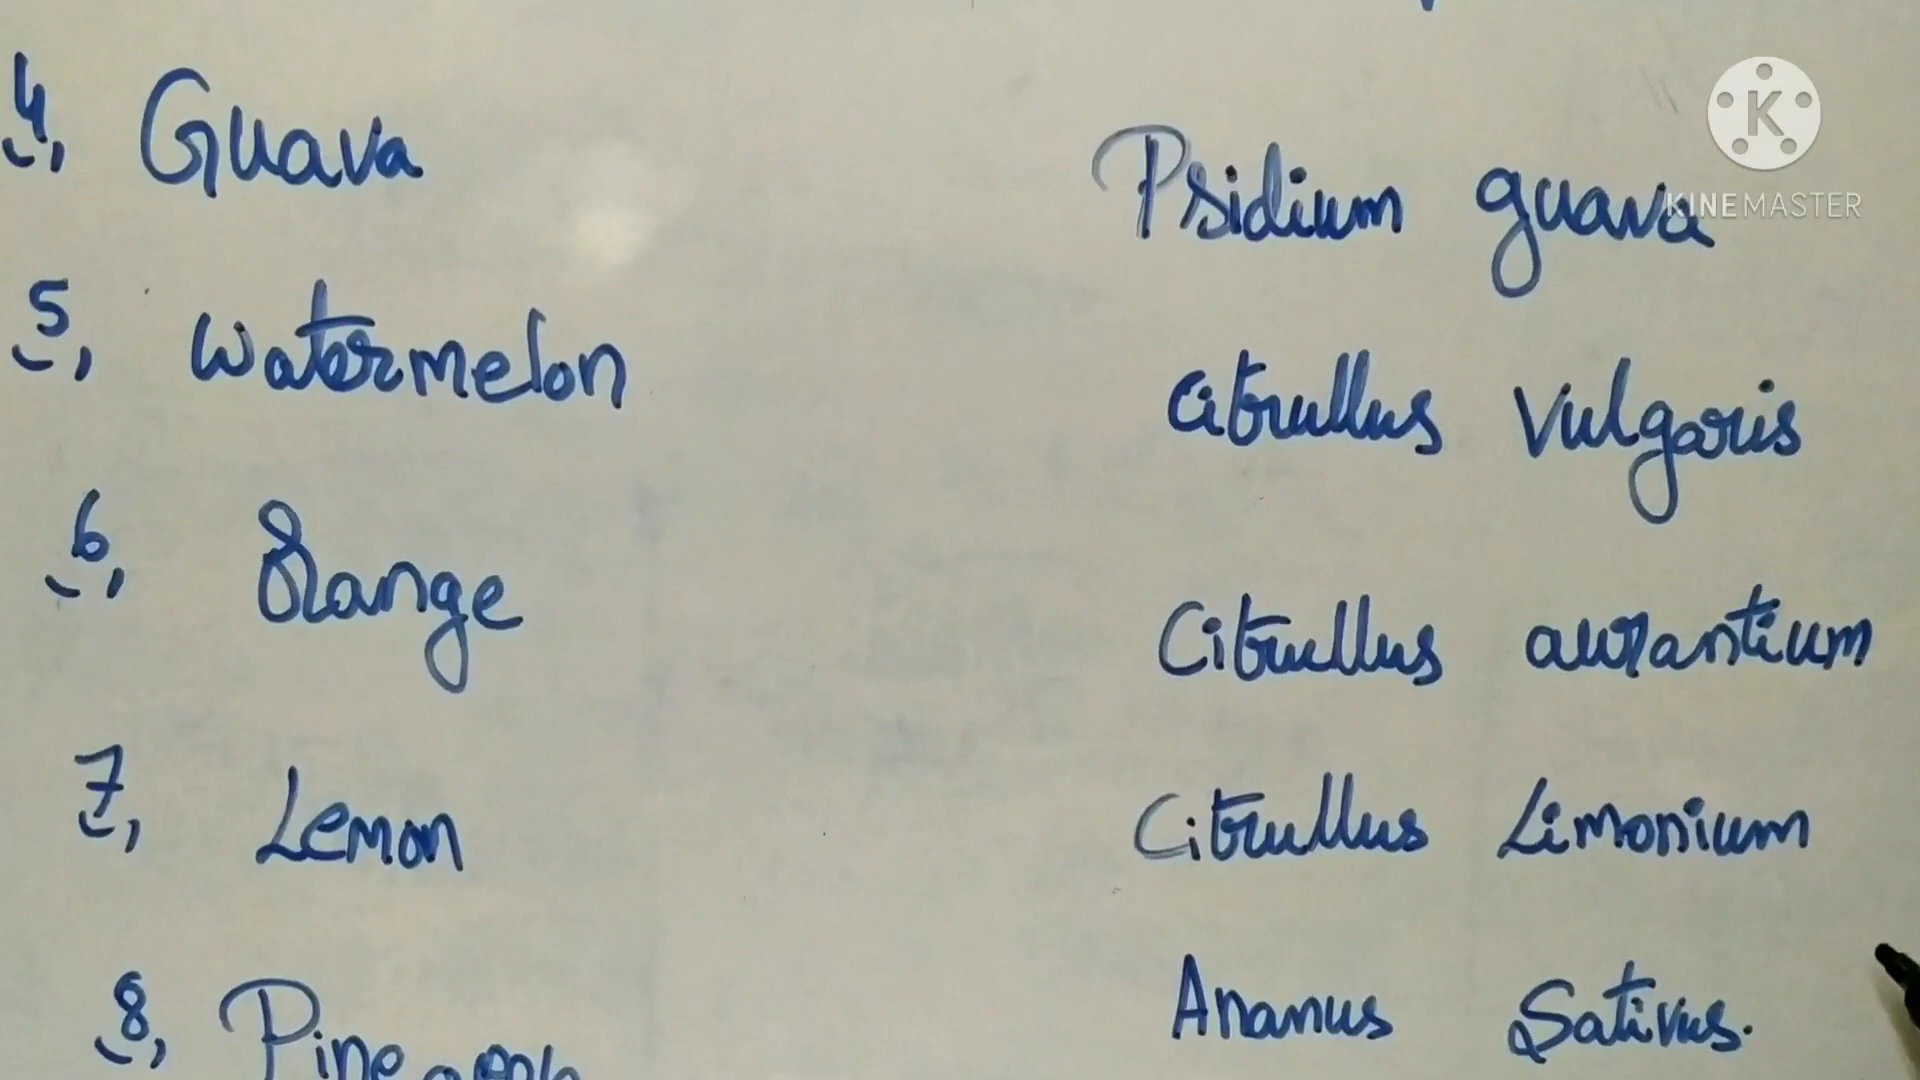 4, Guava Psidium guava
K
KINEMASTER
5, Watermelon Citrullus Vulgaris
6, Orange Citrullus aurantium
7, Lemon Citrullus Limonium
8, Pineapple Ananus Sativus.